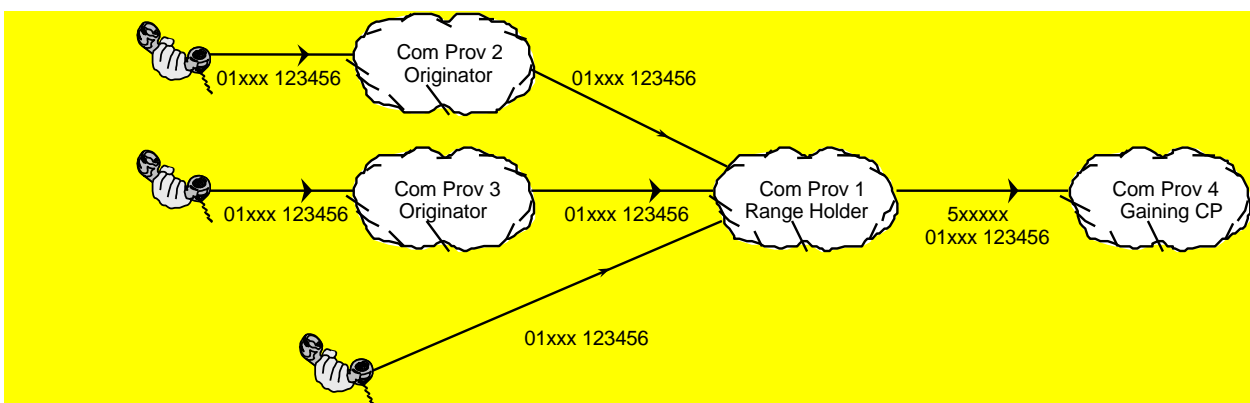 Com Prov 2
Originator
01xxx 123456
01xxx 123456
Com Prov 3
Originator
01xxx 123456
01xxx 123456
Com Prov 1
Range Holder
5xxxxx
01xxx 123456
Com Prov 4
Gaining CP
01xxx 123456